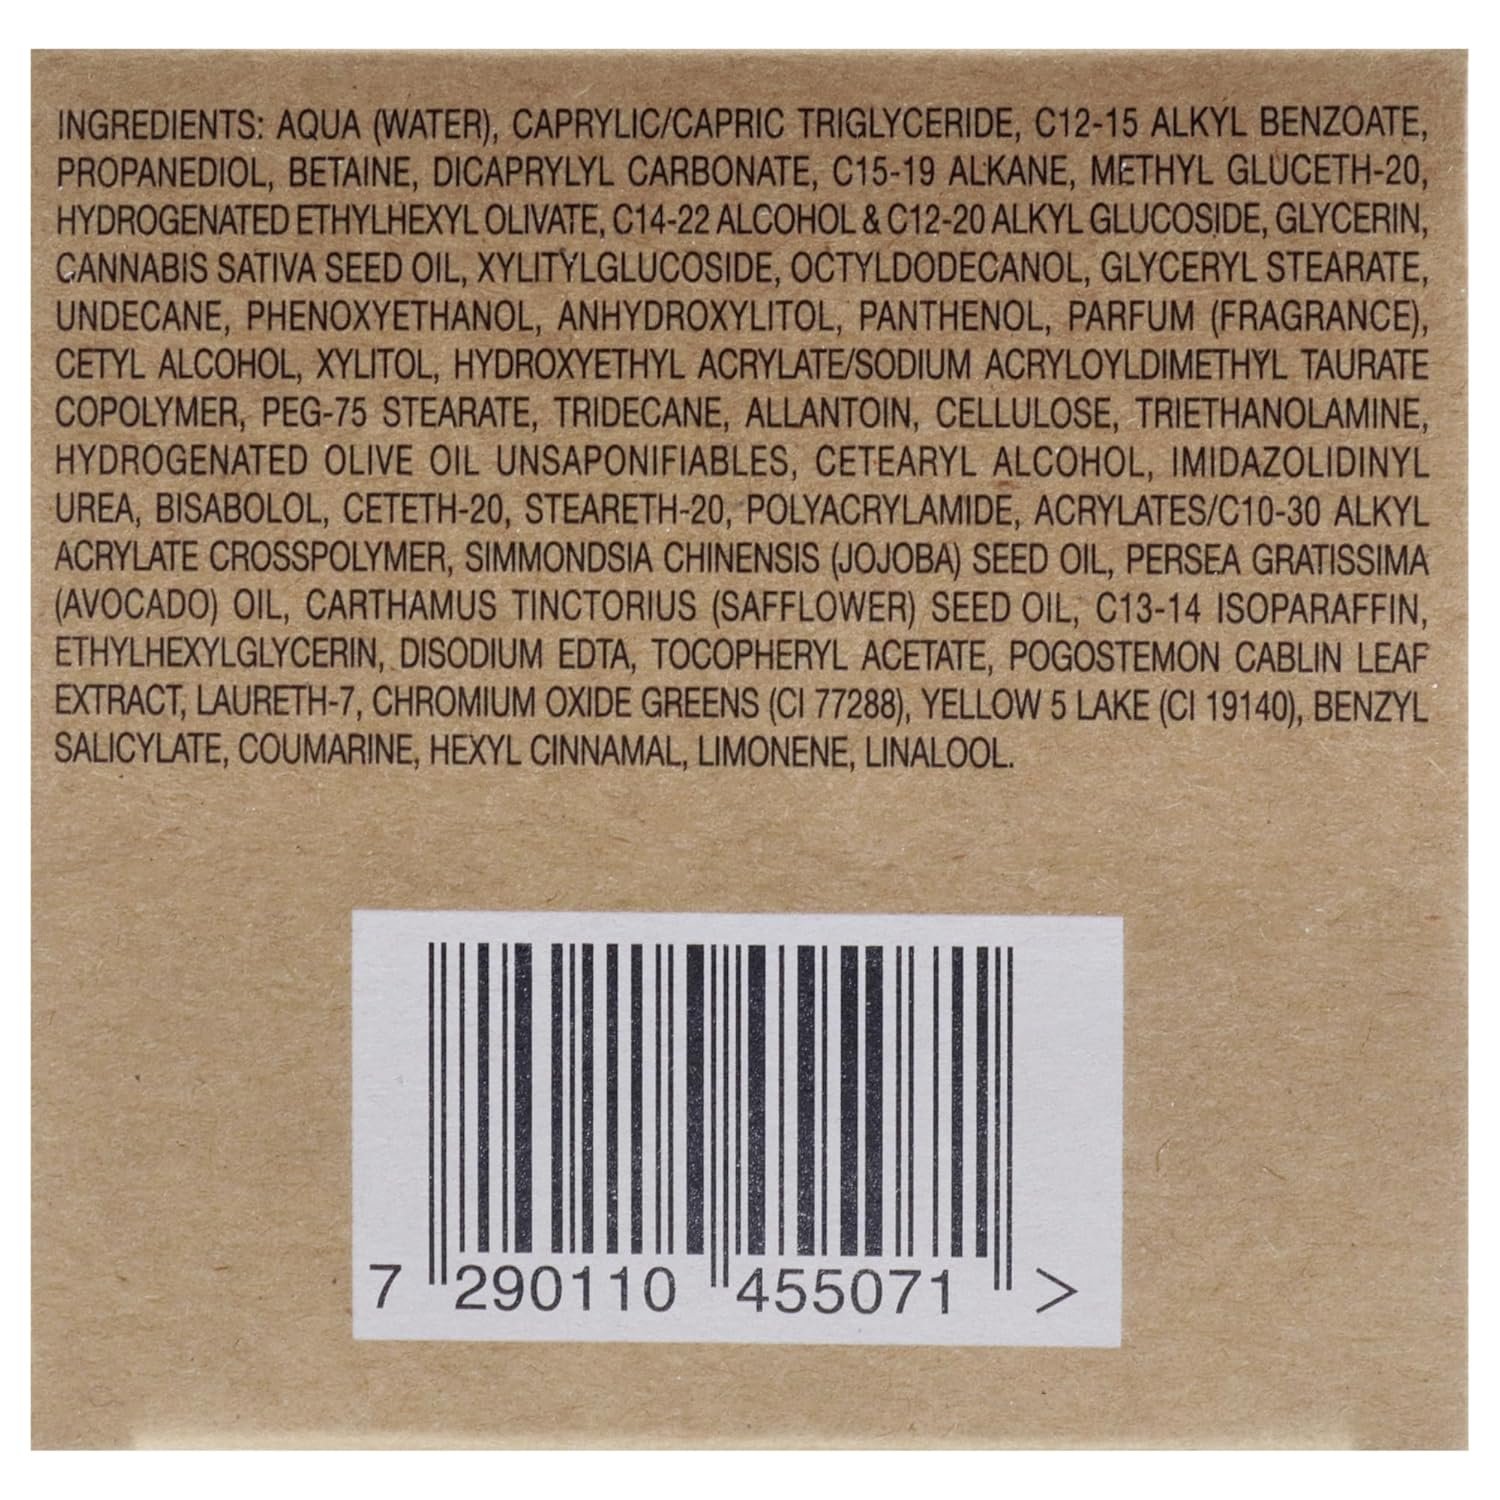 INGREDIENTS: AQUA (WATER), CAPRYLIC/CAPRIC TRIGLYCERIDE, C12-15 ALKYL BENZOATE,
PROPANEDIOL, BETAINE, DICAPRYLYL CARBONATE, C15-19 ALKANE, METHYL GLUCETH-20,
HYDROGENATED ETHYLHEXYL OLIVATE, C14-22 ALCOHOL & C12-20 ALKYL GLUCOSIDE, GLYCERIN,
CANNABIS SATIVA SEED OIL, XYLITYLGLUCOSIDE, OCTYLDODECANOL, GLYCERYL STEARATE,
UNDECANE, PHENOXYETHANOL, ANHYDROXYLITOL, PANTHENOL, PARFUM (FRAGRANCE),
CETYL ALCOHOL, XYLITOL, HYDROXYETHYL ACRYLATE/SODIUM ACRYLOYLDIMETHYL TAURATE
COPOLYMER, PEG-75 STEARATE, TRIDECANE, ALLANTOIN, CELLULOSE, TRIETHANOLAMINE,
HYDROGENATED OLIVE OIL UNSAPONIFIABLES, CETEARYL ALCOHOL, IMIDAZOLIDINYL
UREA, BISABOLOL, CETETH-20, STEARETH-20, POLYACRYLAMIDE, ACRYLATES/C10-30 ALKYL
ACRYLATE CROSSPOLYMER, SIMMONDSIA CHINENSIS (JOJOBA) SEED OIL, PERSEA GRATISSIMA
(AVOCADO) OIL, CARTHAMUS TINCTORIUS (SAFFLOWER) SEED OIL, C13-14 ISOPARAFFIN,
ETHYLHEXYLGLYCERIN, DISODIUM EDTA, TOCOPHERYL ACETATE, POGOSTEMON CABLIN LEAF
EXTRACT, LAURETH-7, CHROMIUM OXIDE GREENS (CI 77288), YELLOW 5 LAKE (CI 19140), BENZYL
SALICYLATE, COUMARINE, HEXYL CINNAMAL, LIMONENE, LINALOOL.
7 290110 455071 >